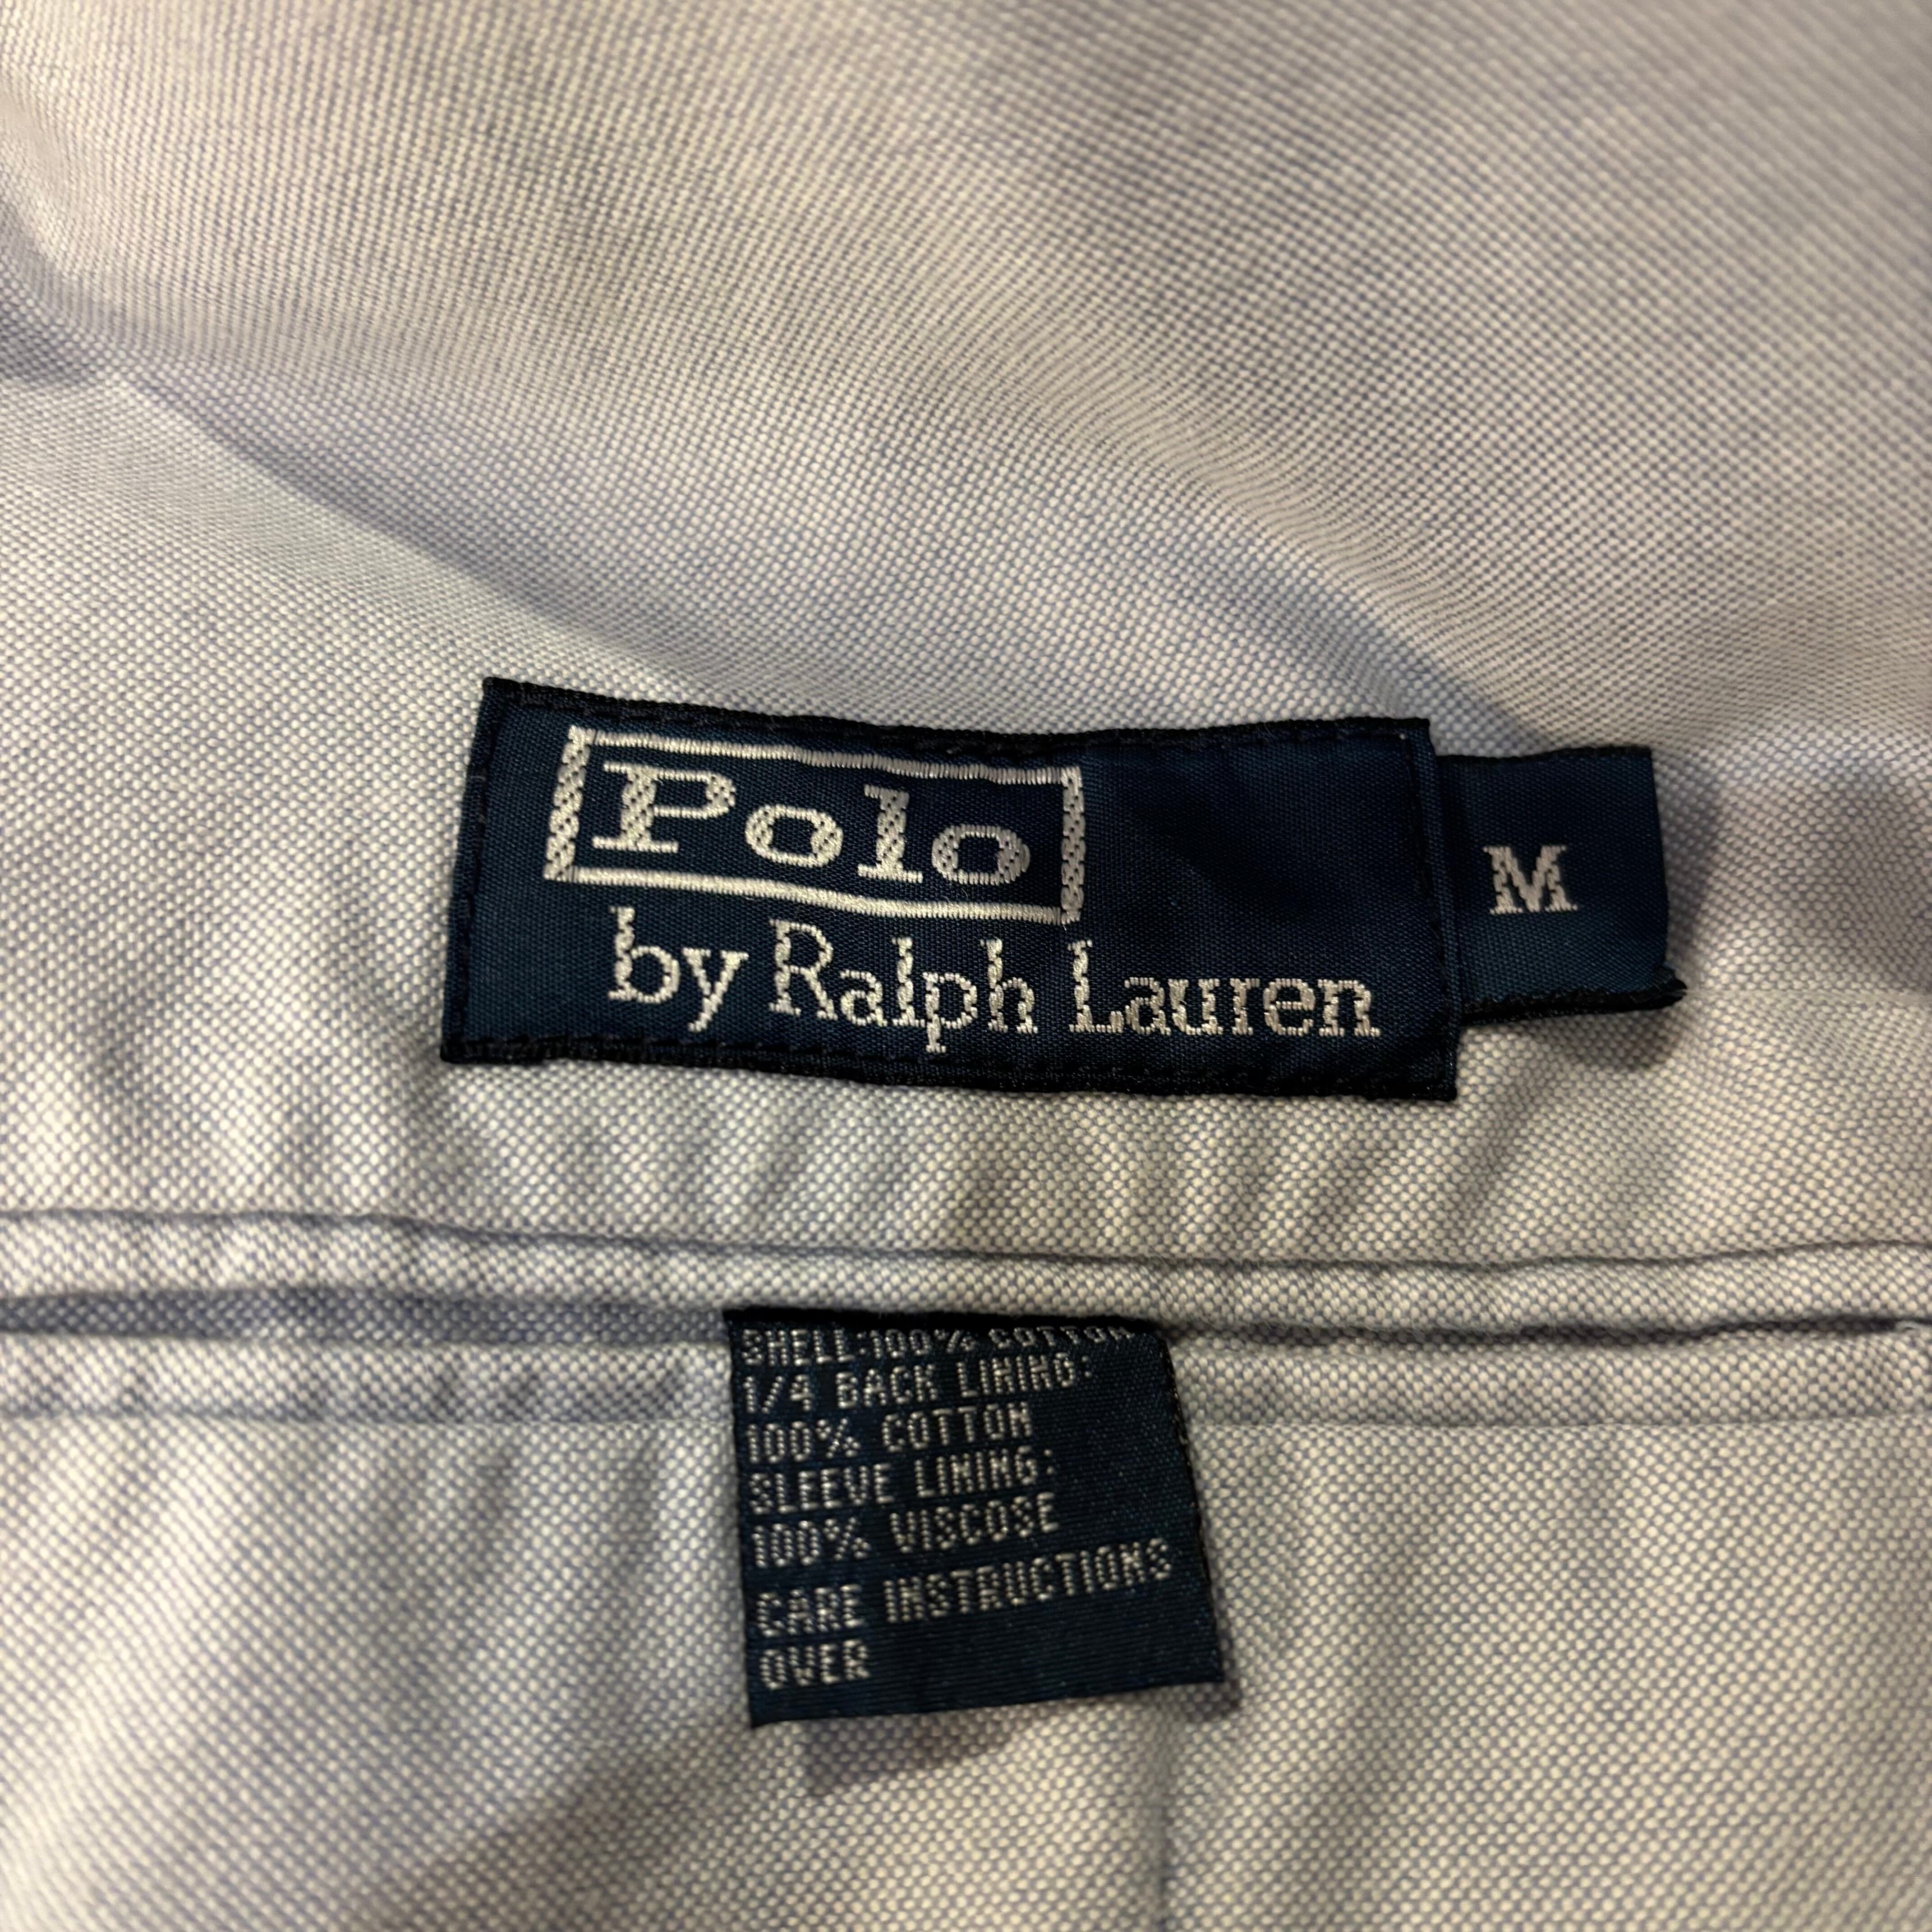 Polo
by Ralph Lauren
M
SHELL:100% COTTON
1/4 BACK LINING:
100% COTTON
SLEEVE LINING:
100% VISCOSE
CARE INSTRUCTIONS
OVER